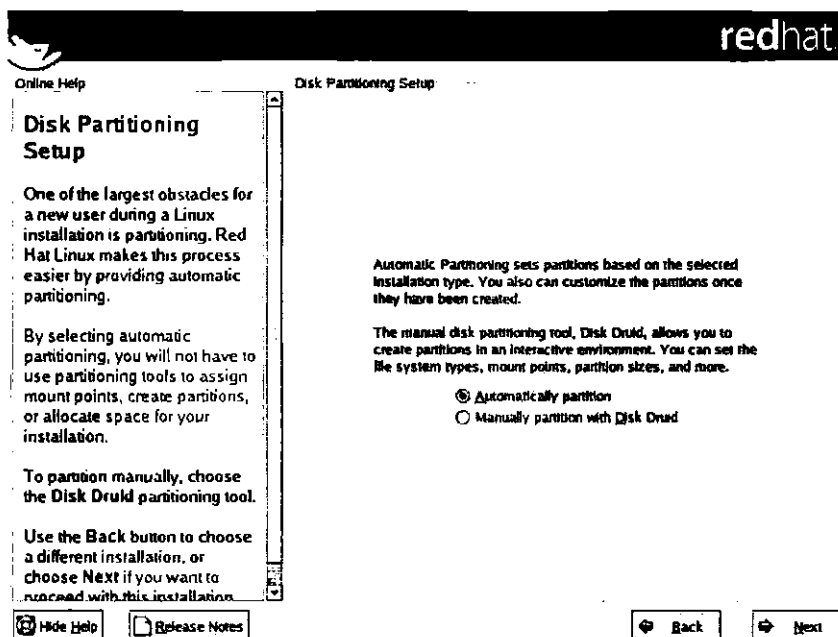 redhat.
Online Help
Disk Partitioning Setup
Disk Partitioning
Setup
One of the largest obstacles for
a new user during a Linux
installation is partitioning. Red
Hat Linux makes this process
easier by providing automatic
partitioning.
By selecting automatic
partitioning, you will not have to
use partitioning tools to assign
mount points, create partitions,
or allocate space for your
installation.
To partition manually, choose
the Disk Druid partitioning tool.
Use the Back button to choose
a different installation, or
choose Next if you want to
proceed with this installation
Automatic Partitioning sets partitions based on the selected
installation type. You also can customize the partitions once
they have been created.
The manual disk partitioning tool, Disk Druid, allows you to
create partitions in an interactive environment. You can set the
file system types, mount points, partition sizes, and more.
Automatically partition
Manually partition with Disk Druid
Hide Help
Release Notes
Back
Next